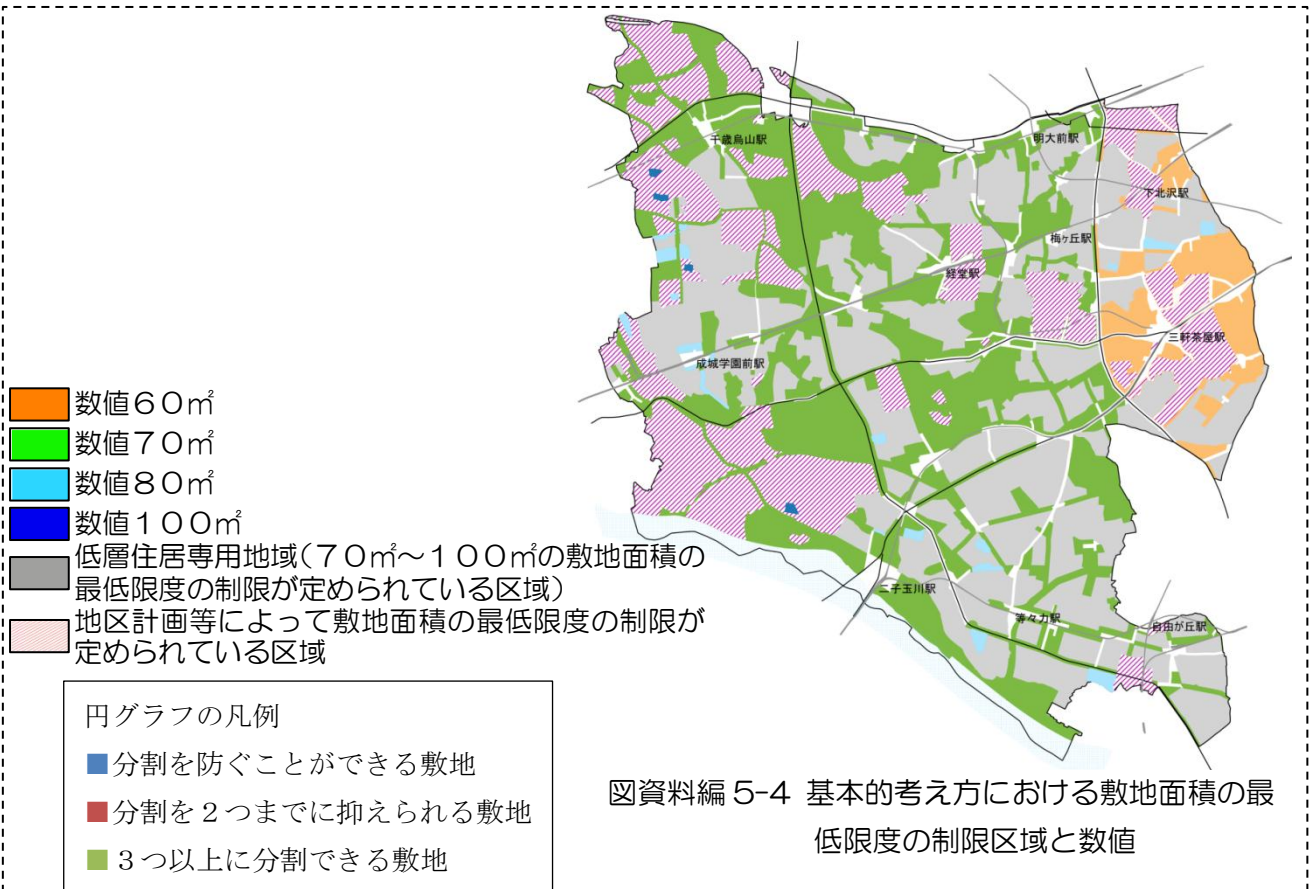 千歳烏山駅
明大前駅
下北沢駅
梅ヶ丘駅
経堂駅
三軒茶屋駅
成城学園前駅
二子玉川駅
等々力駅
自由が丘駅
数値６０㎡
数値７０㎡
数値８０㎡
数値１００㎡
低層住居専用地域（７０㎡～１００㎡の敷地面積の
最低限度の制限が定められている区域）
地区計画等によって敷地面積の最低限度の制限が
定められている区域
円グラフの凡例
■分割を防ぐことができる敷地
■分割を２つまでに抑えられる敷地
■３つ以上に分割できる敷地
図資料編 5-4 基本的考え方における敷地面積の最
低限度の制限区域と数値